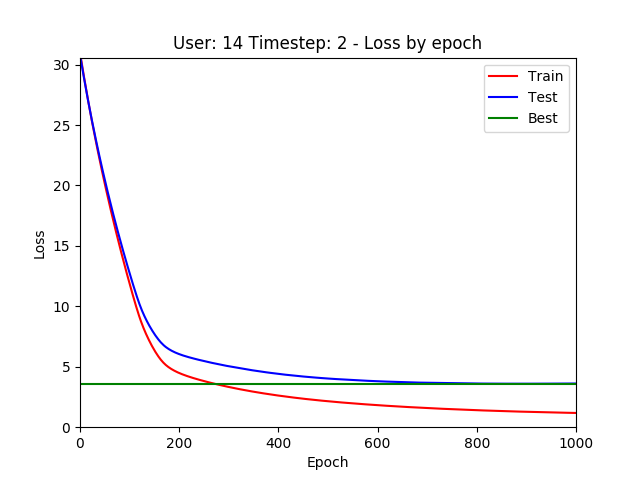 User: 14 Timestep: 2 - Loss by epoch
30
25
20
15
10
5
0
Loss
Train
Test
Best
0 200 400 600 800 1000
Epoch